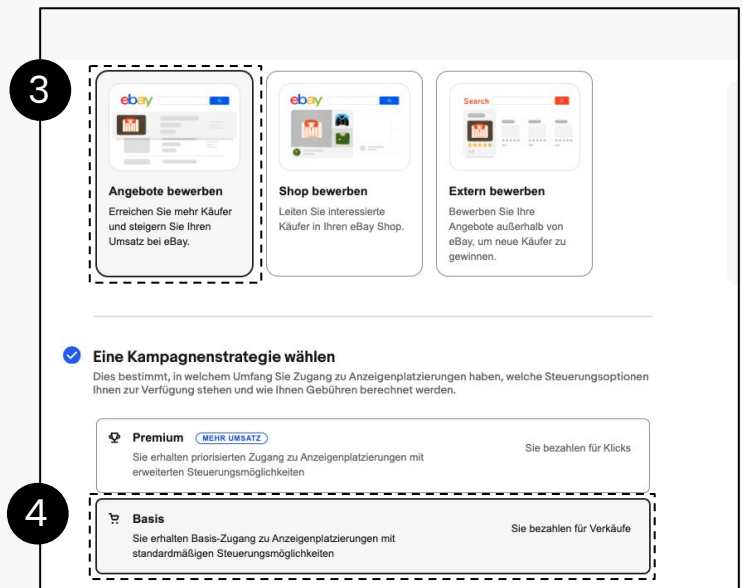 3
ebay
ebay
Search
Angebote bewerben
Erreichen Sie mehr Käufer
und steigern Sie Ihren
Umsatz bei eBay.
Shop bewerben
Leiten Sie interessierte
Käufer in Ihren eBay Shop.
Extern bewerben
Bewerben Sie Ihre
Angebote außerhalb von
eBay, um neue Käufer zu
gewinnen.
Eine Kampagnenstrategie wählen
Dies bestimmt, in welchem Umfang Sie Zugang zu Anzeigenplatzierungen haben, welche Steuerungsoptionen
Ihnen zur Verfügung stehen und wie Ihnen Gebühren berechnet werden.
Premium MEHR UMSATZ
Sie erhalten priorisierten Zugang zu Anzeigenplatzierungen mit
erweiterten Steuerungsmöglichkeiten
Sie bezahlen für Klicks
4
Basis
Sie erhalten Basis-Zugang zu Anzeigenplatzierungen mit
standardmäßigen Steuerungsmöglichkeiten
Sie bezahlen für Verkäufe